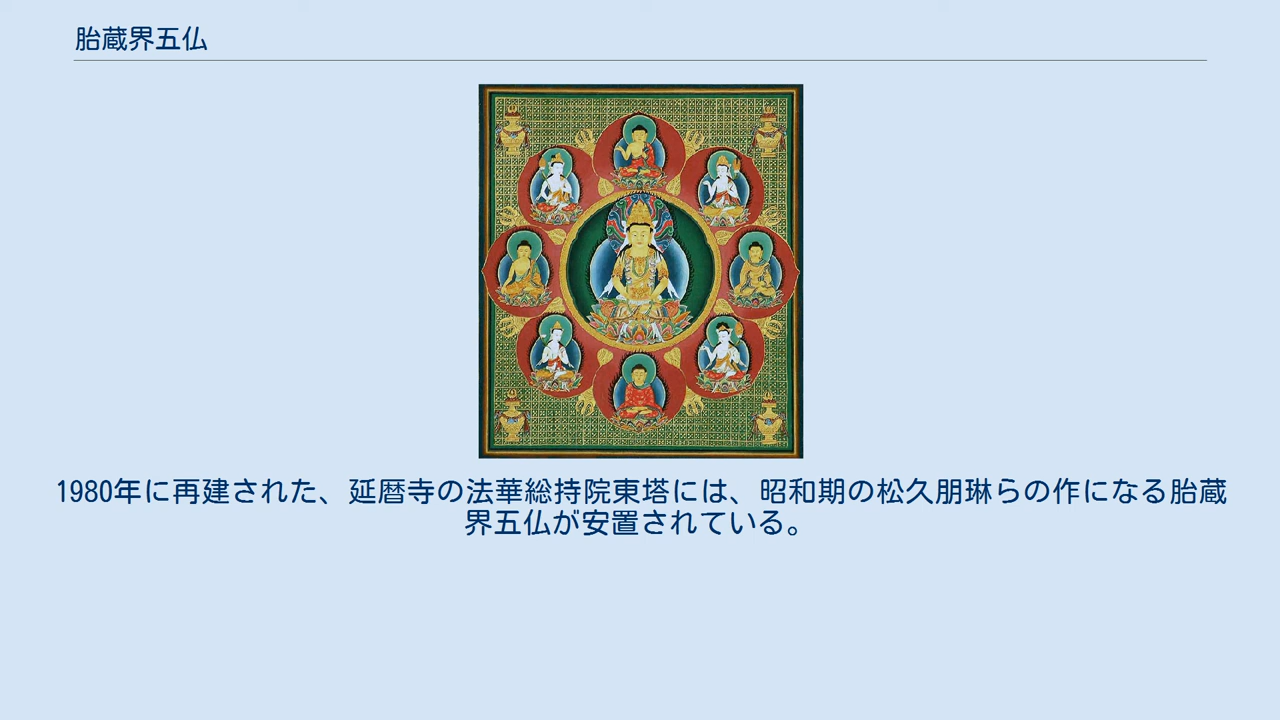 胎蔵界五仏
1980年に再建された、延暦寺の法華総持院東塔には、昭和期の松久朋琳らの作になる胎蔵
界五仏が安置されている。